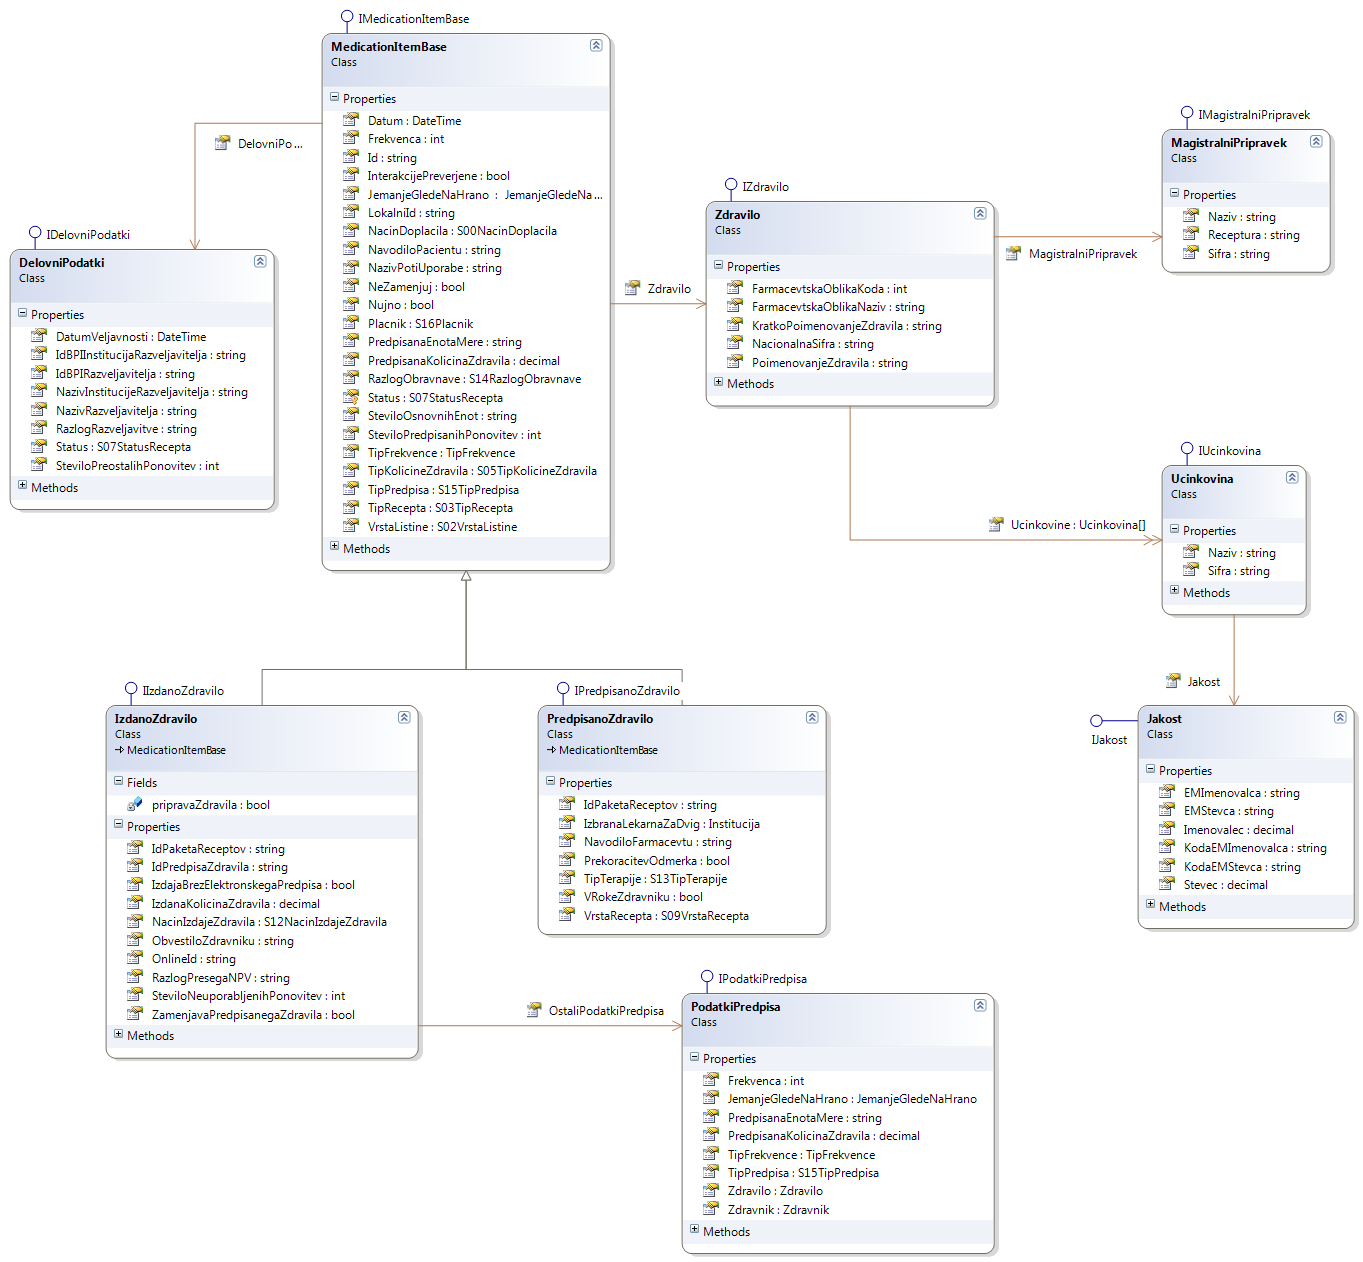 IMedicationItemBase
MedicationItemBase
Class
Properties
Datum : DateTime
Frekvenca : int
Id : string
InterakcijePreverjene : bool
JemanjeGledeNaHrano : JemanjeGledeNa ...
LokalniId : string
NacinDoplacila : S00NacinDoplacila
NavodiloPacientu : string
NazivPotiUporabe : string
NeZamenjuj : bool
Nujno : bool
Placnik : S16Placnik
PredpisanaEnotaMere : string
PredpisanaKolicinaZdravila : decimal
RazlogObravnave : S14RazlogObravnave
Status : S07StatusRecepta
SteviloOsnovnihEnot : string
SteviloPredpisanihPonovitev : int
TipFrekvence : TipFrekvence
TipKolicineZdravila : S05TipKolicineZdravila
TipPredpisa : S15TipPredpisa
TipRecepta : S03TipRecepta
VrstaListine : S02VrstaListine
Methods
DelovniPo ...
IDelovniPodatki
DelovniPodatki
Class
Properties
DatumVeljavnosti : DateTime
IdBPIInstitucijaRazveljavitelja : string
IdBPIRazveljavitelja : string
NazivInstitucijeRazveljavitelja : string
NazivRazveljavitelja : string
RazlogRazveljavitve : string
Status : S07StatusRecepta
SteviloPreostalihPonovitev : int
Methods
Zdravilo
IZdravilo
Zdravilo
Class
Properties
FarmacevtskaOblikaKoda : int
FarmacevtskaOblikaNaziv : string
KratkoPoimenovanjeZdravila : string
NacionalnaSifra : string
PoimenovanjeZdravila : string
Methods
MagistralniPripravek
IMagistralniPripravek
MagistralniPripravek
Class
Properties
Naziv : string
Receptura : string
Sifra : string
Ucinkovine : Ucinkovina[]
IUcinkovina
Ucinkovina
Class
Properties
Naziv : string
Sifra : string
Methods
Jakost
IJakost
Jakost
Class
Properties
EMImenovalca : string
EMStevca : string
Imenovalec : decimal
KodaEMImenovalca : string
KodaEMStevca : string
Stevec : decimal
Methods
IIzdanoZdravilo
IzdanoZdravilo
Class
MedicationItemBase
Fields
pripravaZdravila : bool
Properties
IdPaketaReceptov : string
IdPredpisaZdravila : string
IzdajaBrezElektronskegaPredpisa : bool
IzdanaKolicinaZdravila : decimal
NacinIzdajeZdravila : S12NacinIzdajeZdravila
ObvestiloZdravniku : string
OnlineId : string
RazlogPresegaNPV : string
SteviloNeuporabljenihPonovitev : int
ZamenjavaPredpisanegaZdravila : bool
Methods
IPredpisanoZdravilo
PredpisanoZdravilo
Class
MedicationItemBase
Properties
IdPaketaReceptov : string
IzbranaLekarnaZaDvig : Institucija
NavodiloFarmacevtu : string
PrekoracitevOdmerka : bool
TipTerapije : S13TipTerapije
VRokeZdravniku : bool
VrstaRecepta : S09VrstaRecepta
OstaliPodatkiPredpisa
IPodatkiPredpisa
PodatkiPredpisa
Class
Properties
Frekvenca : int
JemanjeGledeNaHrano : JemanjeGledeNaHrano
PredpisanaEnotaMere : string
PredpisanaKolicinaZdravila : decimal
TipFrekvence : TipFrekvence
TipPredpisa : S15TipPredpisa
Zdravilo : Zdravilo
Zdravnik : Zdravnik
Methods